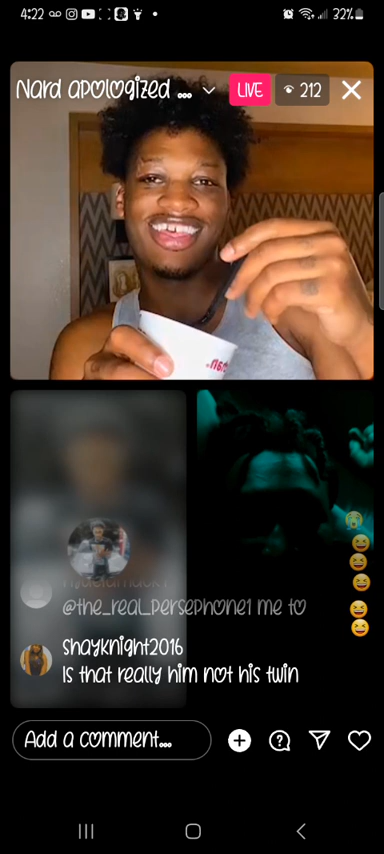 4:22
32%
Nard apologized ...
LIVE
212
@the_real_persephone1 me to
shayknight2016
Is that really him not his twin
Add a comment...